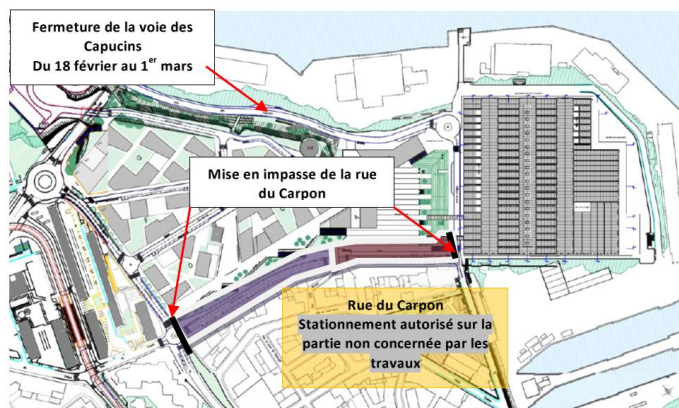 Fermeture de la voie des
Capucins
Du 18 février au 1er mars
Mise en impasse de la rue
du Carpon
Rue du Carpon
Stationnement autorisé sur la
partie non concernée par les
travaux